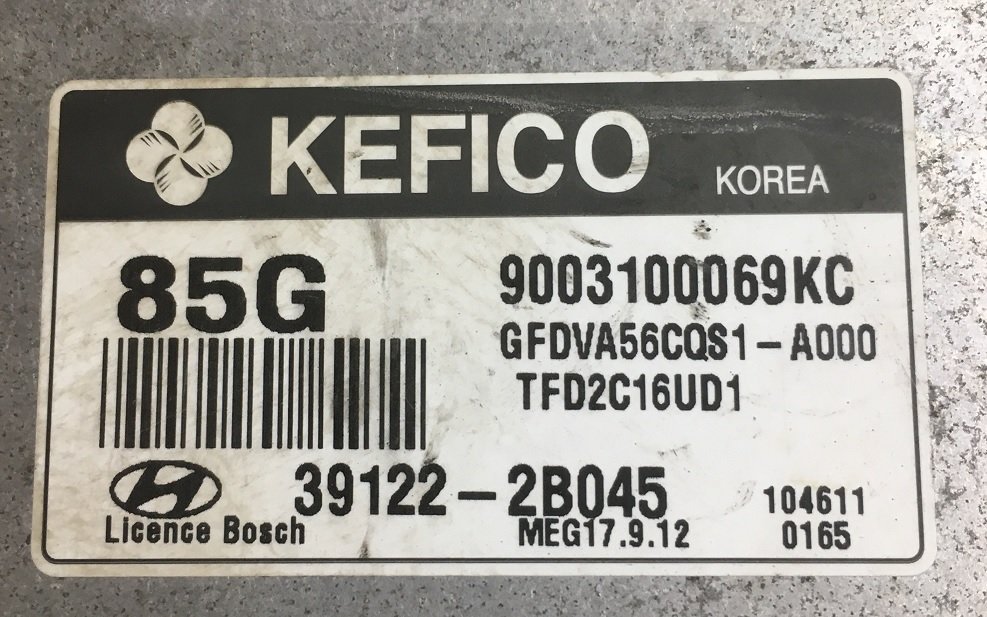 KEFICO KOREA
85G
9003100069KC
GFDVA56CQS1-A000
TFD2C16UD1
39122-2B045
104611
Licence Bosch
MEG17.9.12
0165